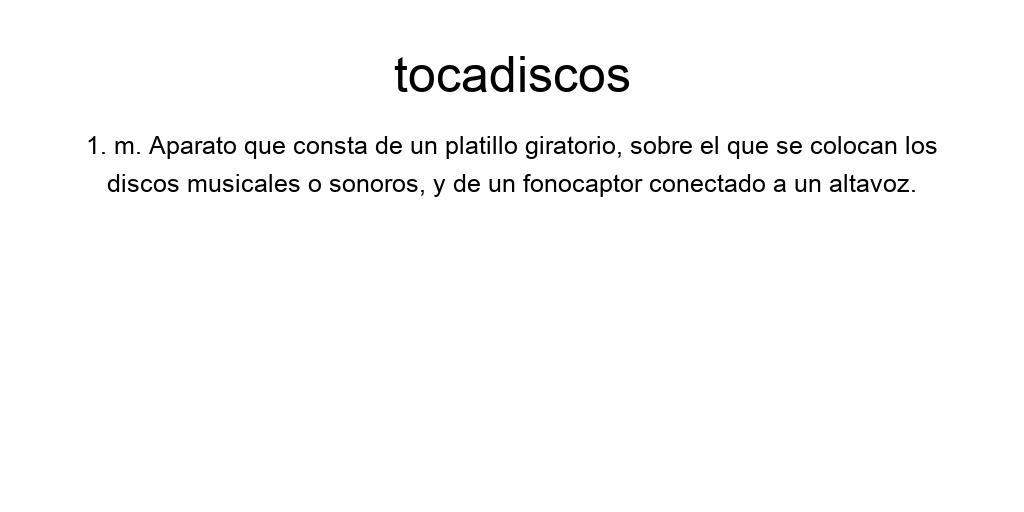 tocadiscos
1. m. Aparato que consta de un platillo giratorio, sobre el que se colocan los
discos musicales o sonoros, y de un fonocaptor conectado a un altavoz.